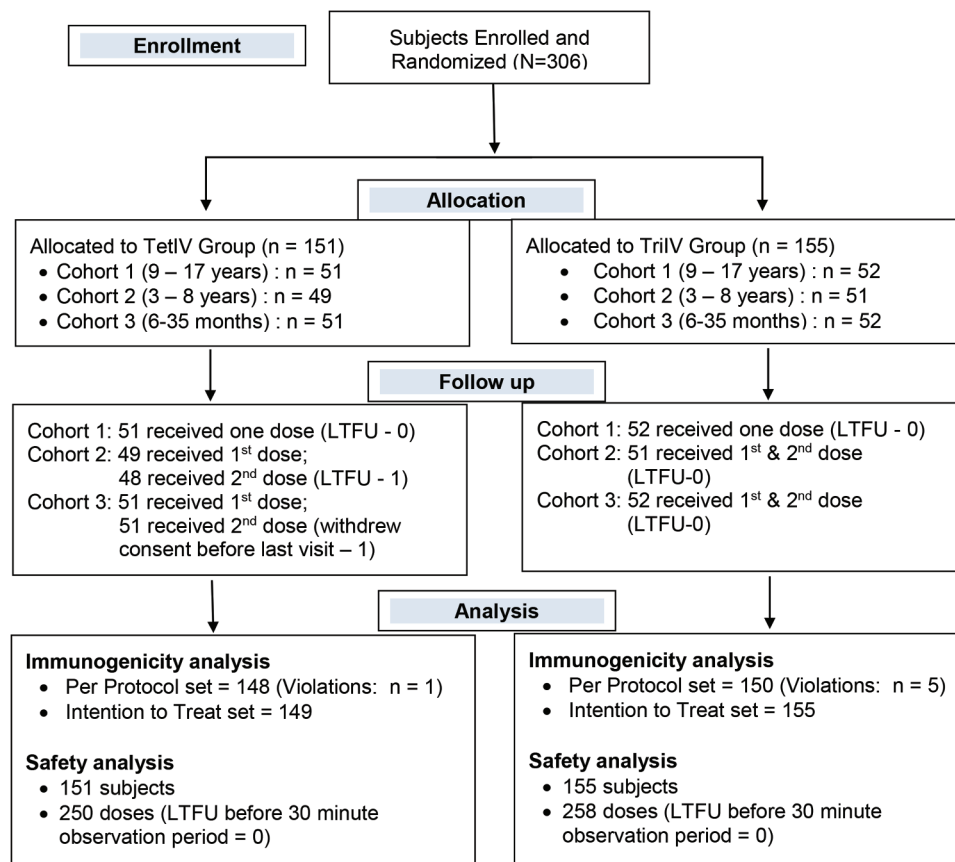 Enrollment
Subjects Enrolled and
Randomized (N=306)
Allocation
Allocated to TetIV Group (n = 151)
• Cohort 1 (9 – 17 years) : n = 51
• Cohort 2 (3 – 8 years) : n = 49
• Cohort 3 (6-35 months) : n = 51
Allocated to TriIV Group (n = 155)
• Cohort 1 (9 – 17 years) : n = 52
• Cohort 2 (3 – 8 years) : n = 51
• Cohort 3 (6-35 months) : n = 52
Follow up
Cohort 1: 51 received one dose (LTFU - 0)
Cohort 2: 49 received 1st dose;
48 received 2nd dose (LTFU - 1)
Cohort 3: 51 received 1st dose;
51 received 2nd dose (withdrew
consent before last visit – 1)
Cohort 1: 52 received one dose (LTFU - 0)
Cohort 2: 51 received 1st & 2nd dose
(LTFU-0)
Cohort 3: 52 received 1st & 2nd dose
(LTFU-0)
Analysis
Immunogenicity analysis
• Per Protocol set = 148 (Violations: n = 1)
• Intention to Treat set = 149
Safety analysis
• 151 subjects
• 250 doses (LTFU before 30 minute
observation period = 0)
Immunogenicity analysis
• Per Protocol set = 150 (Violations: n = 5)
• Intention to Treat set = 155
Safety analysis
• 155 subjects
• 258 doses (LTFU before 30 minute
observation period = 0)